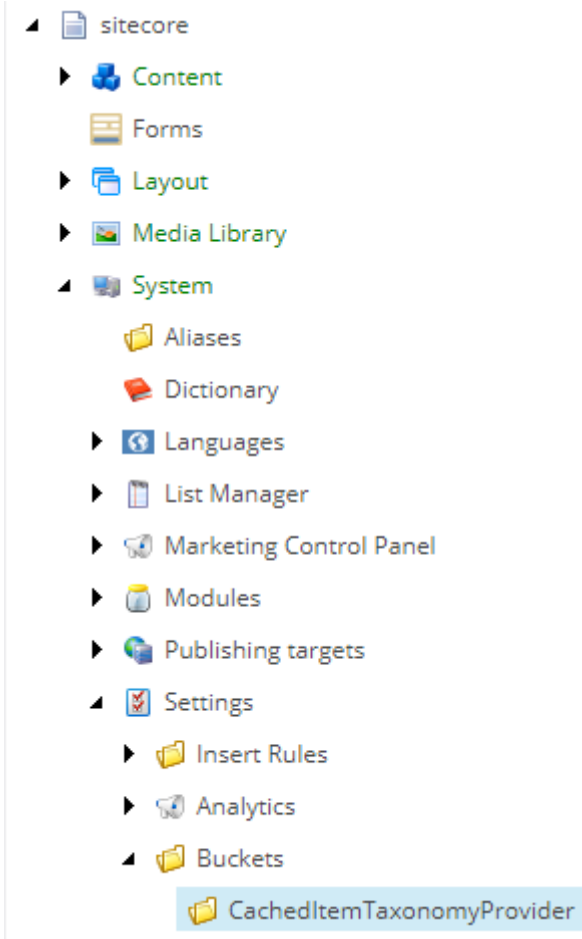 sitecore
Content
Forms
Layout
Media Library
System
Aliases
Dictionary
Languages
List Manager
Marketing Control Panel
Modules
Publishing targets
Settings
Insert Rules
Analytics
Buckets
CachedItemTaxonomyProvider